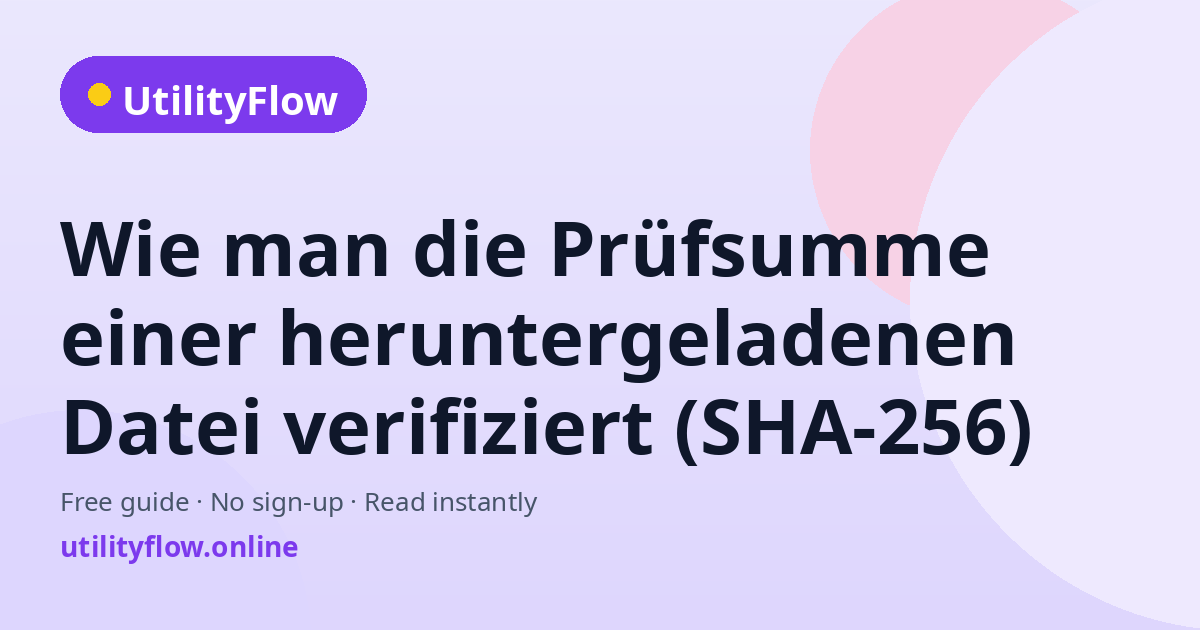 UtilityFlow
Wie man die Prüfsumme
einer heruntergeladenen
Datei verifiziert (SHA-256)
Free guide · No sign-up · Read instantly
utilityflow.online